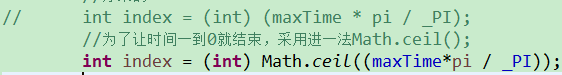 //      int index = (int) (maxTime * pi / _PI);
//为了让时间一到0就结束，采用进一法Math.ceil();
int index = (int) Math.ceil((maxTime*pi / _PI));